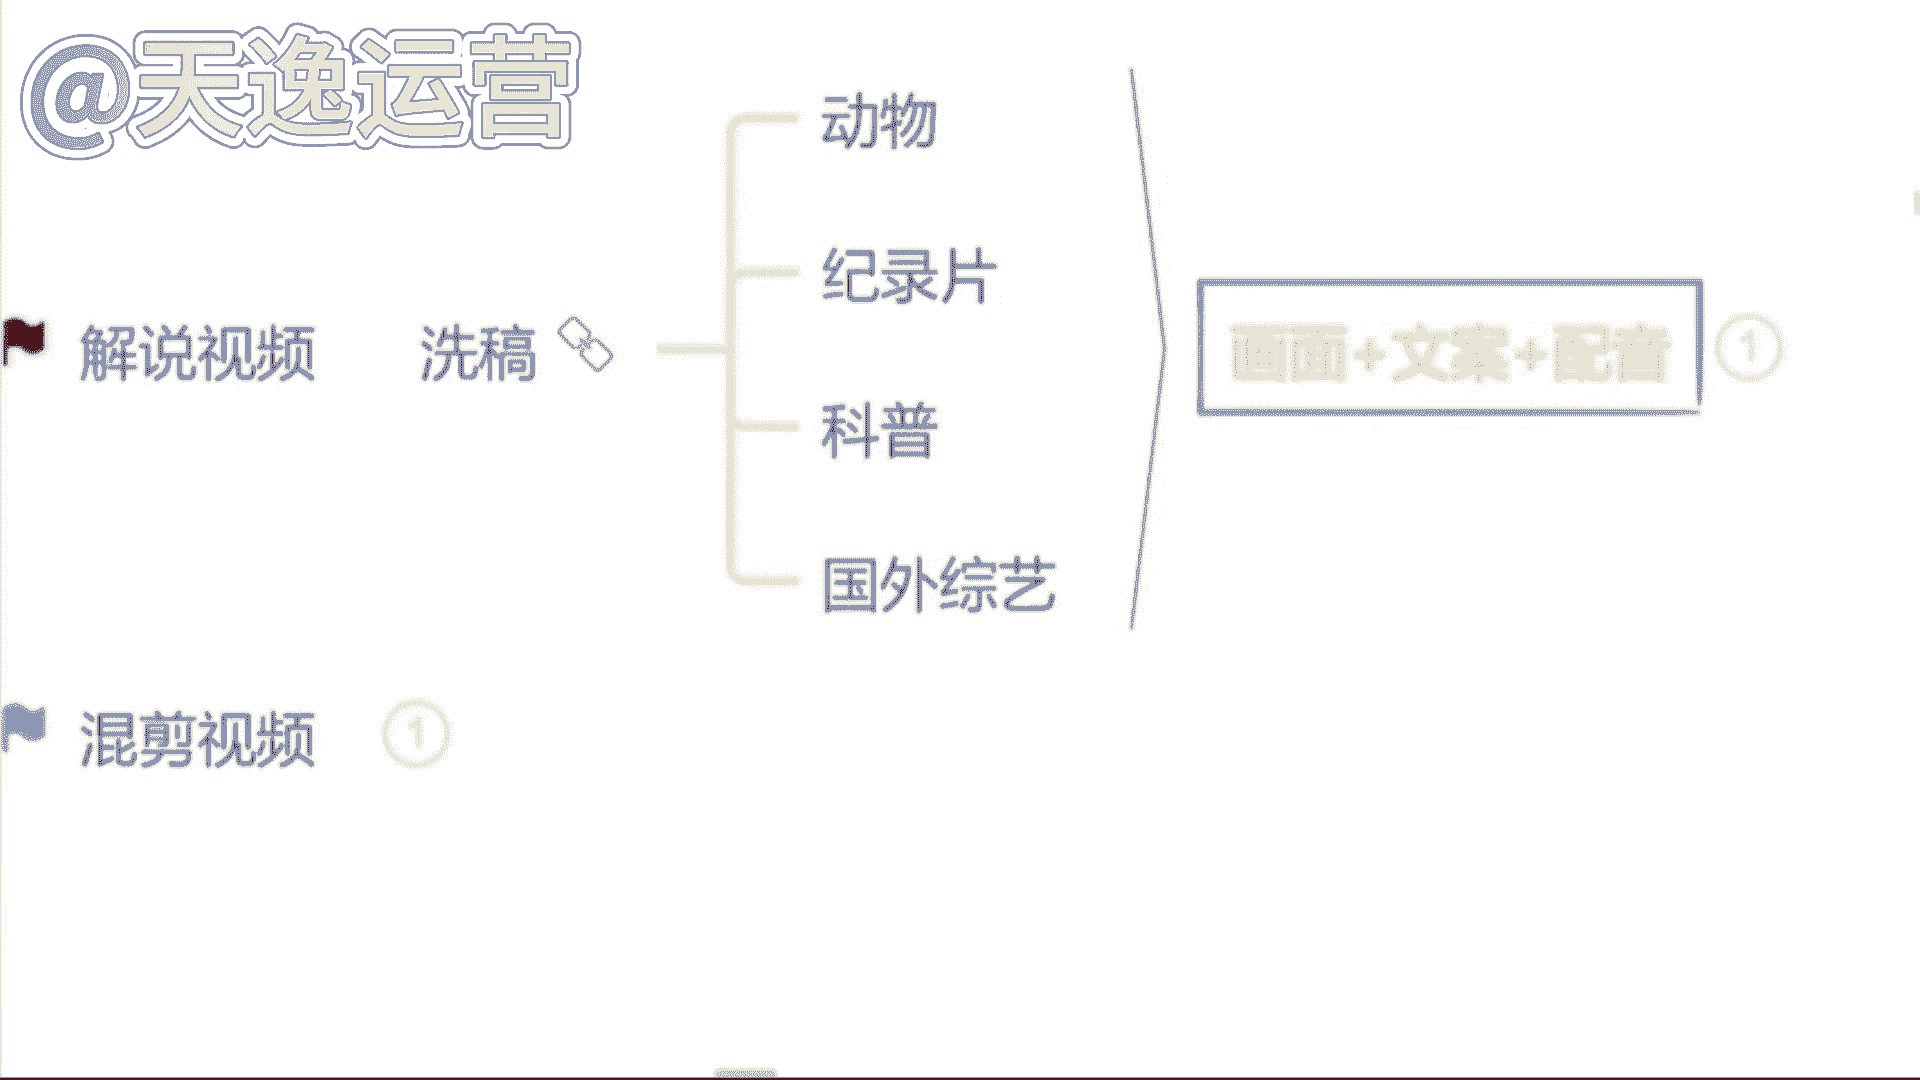 @天逸运营
动物
纪录片
解说视频 洗稿
画面+文案+配音 1
科普
国外综艺
混剪视频 1